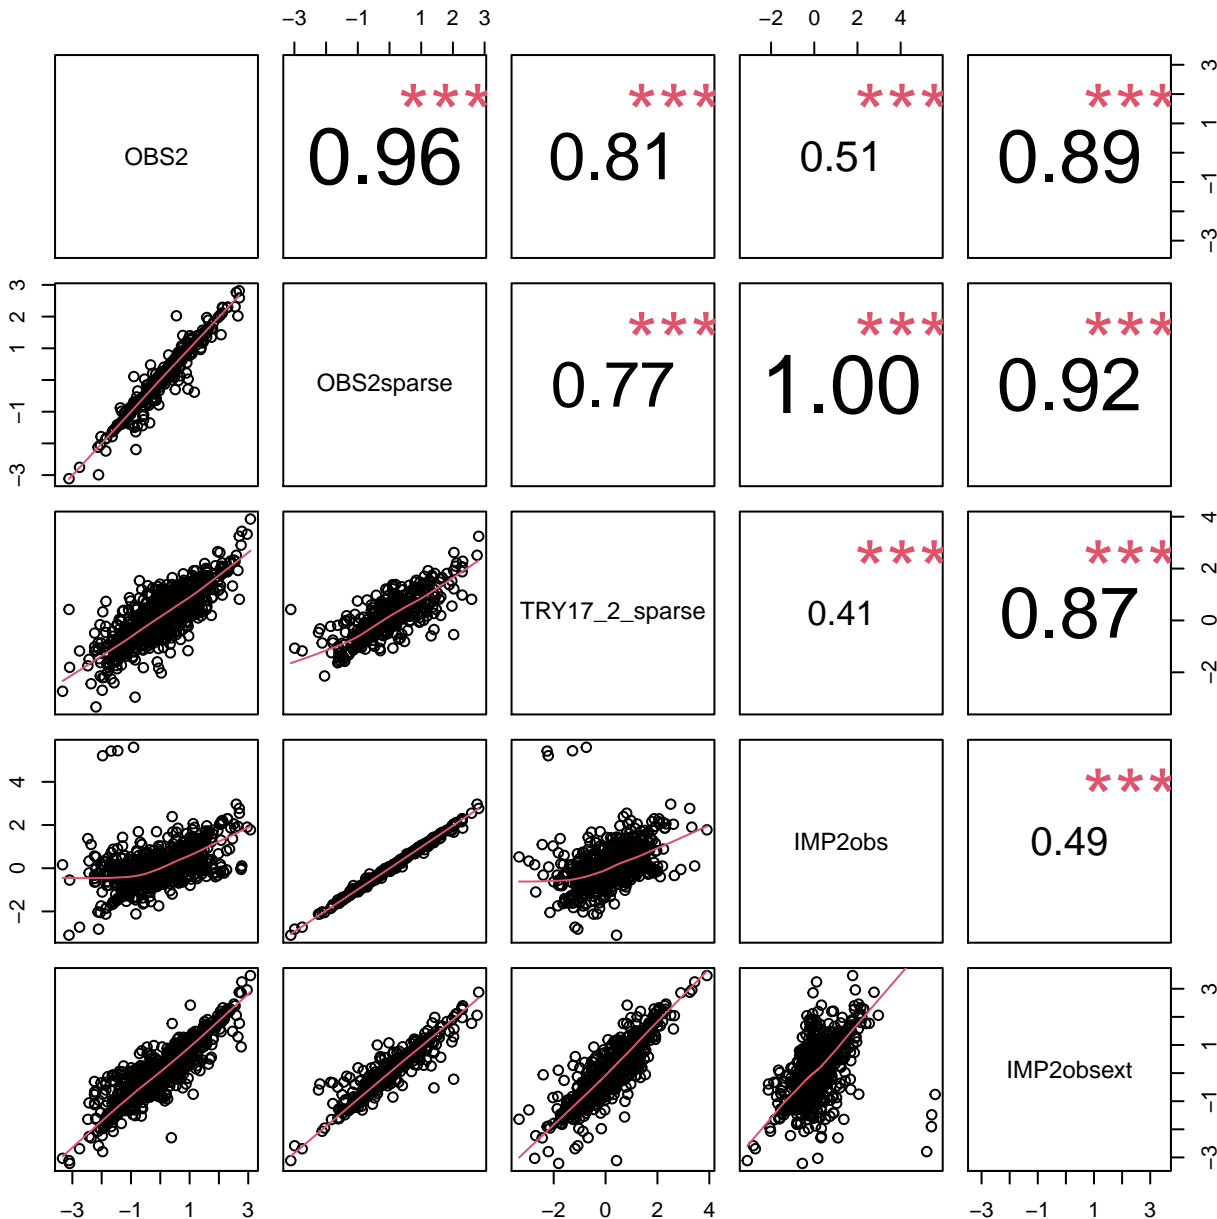 −3 −1 1 2 3 −2 0 2 4
*** *** *** ***
OBS2 0.96 0.81 0.51 0.89
3 1 −1 −3
3 2 1 −1 −3
*** *** ***
OBS2sparse 0.77 1.00 0.92
*** ***
TRY17_2_sparse 0.41 0.87
4 2 0 −2
4 2 0 −2
***
IMP2obs 0.49
IMP2obsext
3 1 −1 −3
−3 −1 1 3 −2 0 2 4 −3 −1 1 3